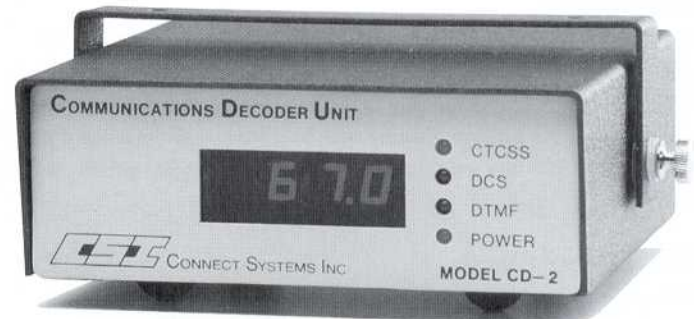 COMMUNICATIONS DECODER UNIT
67.0
CTCSS
DCS
DTMF
POWER
CSI CONNECT SYSTEMS INC
MODEL CD-2